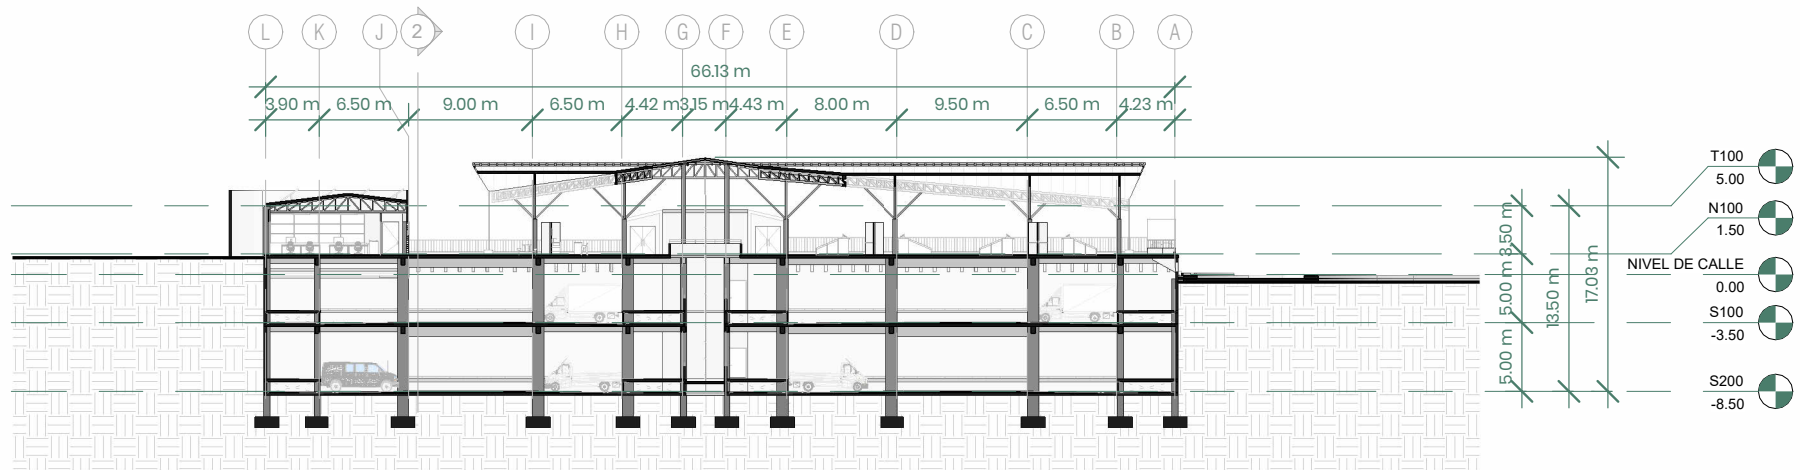 L K J 2 I H G F E D C B A
66.13 m
3.90 m 6.50 m 9.00 m 6.50 m 4.42 m 3.15 m 4.43 m 8.00 m 9.50 m 6.50 m 4.23 m
T100
5.00
N100
1.50
NIVEL DE CALLE
0.00
S100
-3.50
S200
-8.50
3.50 m
5.00 m
5.00 m
13.50 m
17.03 m